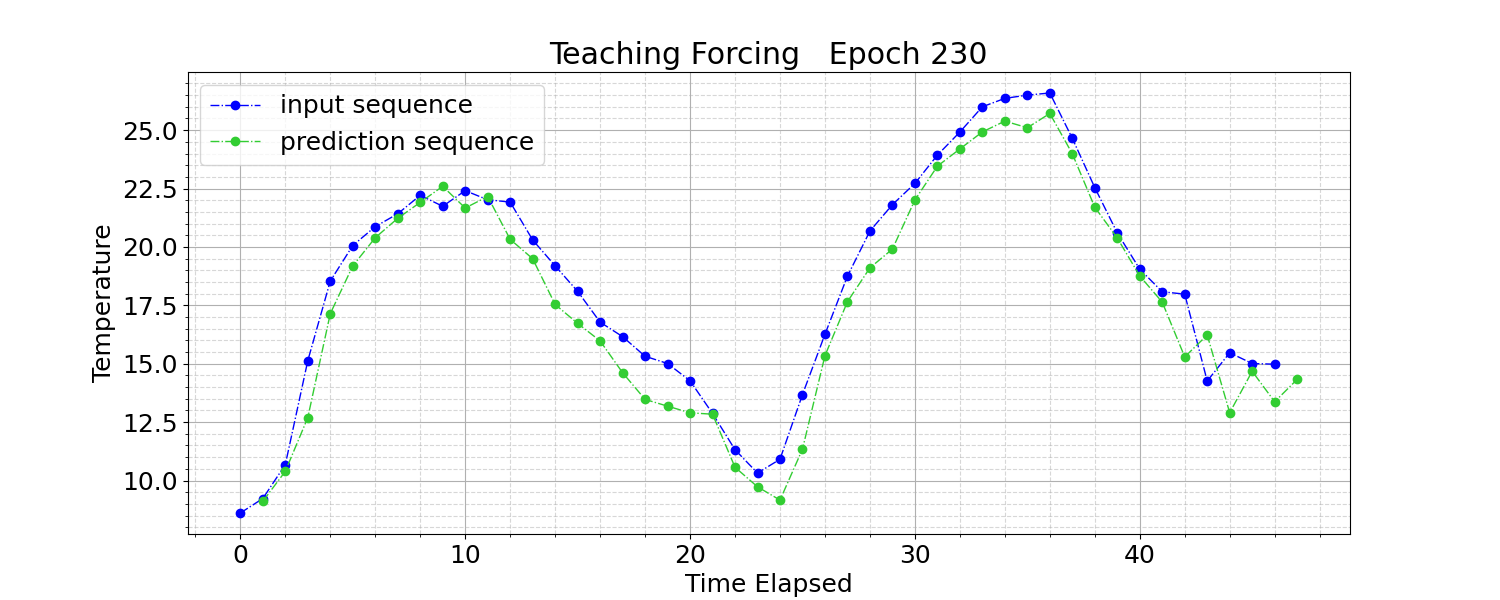 Teaching Forcing   Epoch 230
input sequence
prediction sequence
25.0
22.5
20.0
17.5
15.0
12.5
10.0
Temperature
0 10 20 30 40
Time Elapsed